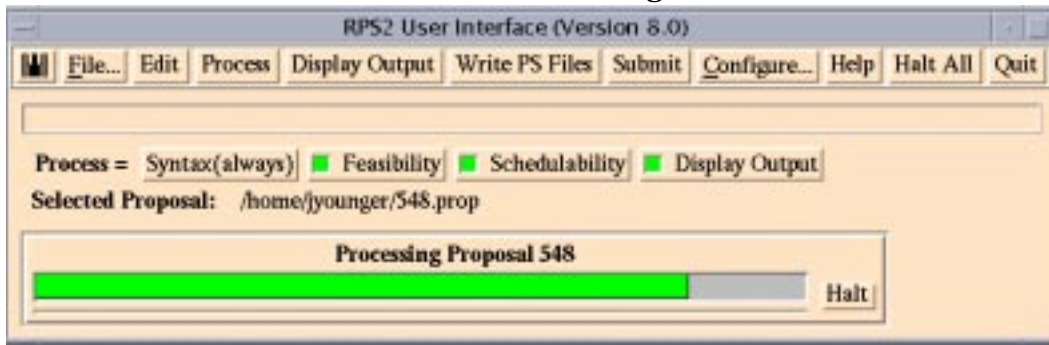 RPS2 User Interface (Version 8.0)
File... Edit Process Display Output Write PS Files Submit Configure... Help Halt All Quit
Process = Syntax(always) Feasibility Schedulability Display Output
Selected Proposal: /home/jyounger/548.prop
Processing Proposal 548
Halt